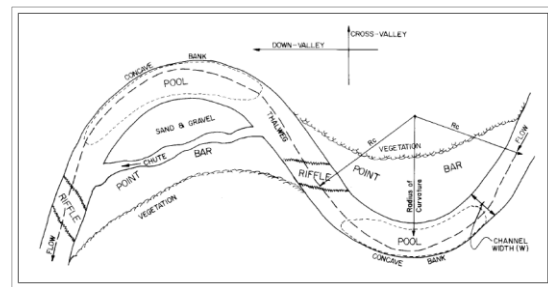 CROSS-VALLEY
DOWN-VALLEY
CONCAVE BANK
POOL
THALWEG
SAND & GRAVEL
CHUTE
POINT BAR
VEGETATION
RIFFLE
FLOW
RIFFLE
Rc
Rc
VEGETATION
POINT BAR
FLOW
Radius of
Curvature
POOL
CONCAVE BANK
CHANNEL
WIDTH (W)